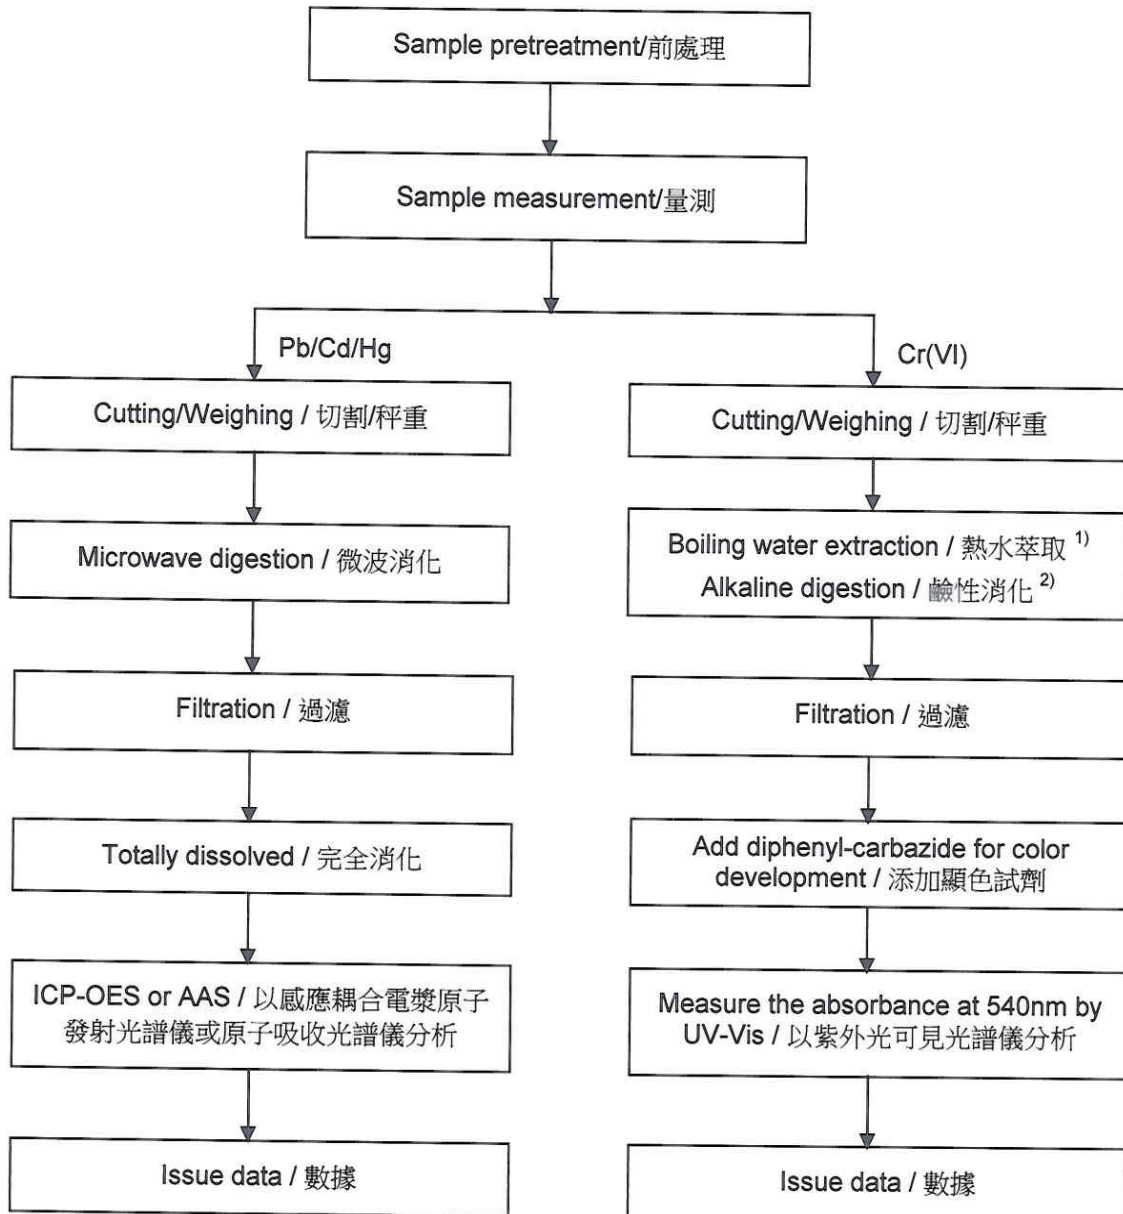 Sample pretreatment/前處理
Sample measurement/量測
Pb/Cd/Hg
Cutting/Weighing / 切割/秤重
Microwave digestion / 微波消化
Filtration / 過濾
Totally dissolved / 完全消化
ICP-OES or AAS / 以感應耦合電漿原子
發射光譜儀或原子吸收光譜儀分析
Issue data / 數據
Cr(VI)
Cutting/Weighing / 切割/秤重
Boiling water extraction / 熱水萃取 1)
Alkaline digestion / 鹼性消化 2)
Filtration / 過濾
Add diphenyl-carbazide for color
development / 添加顯色試劑
Measure the absorbance at 540nm by
UV-Vis / 以紫外光可見光譜儀分析
Issue data / 數據